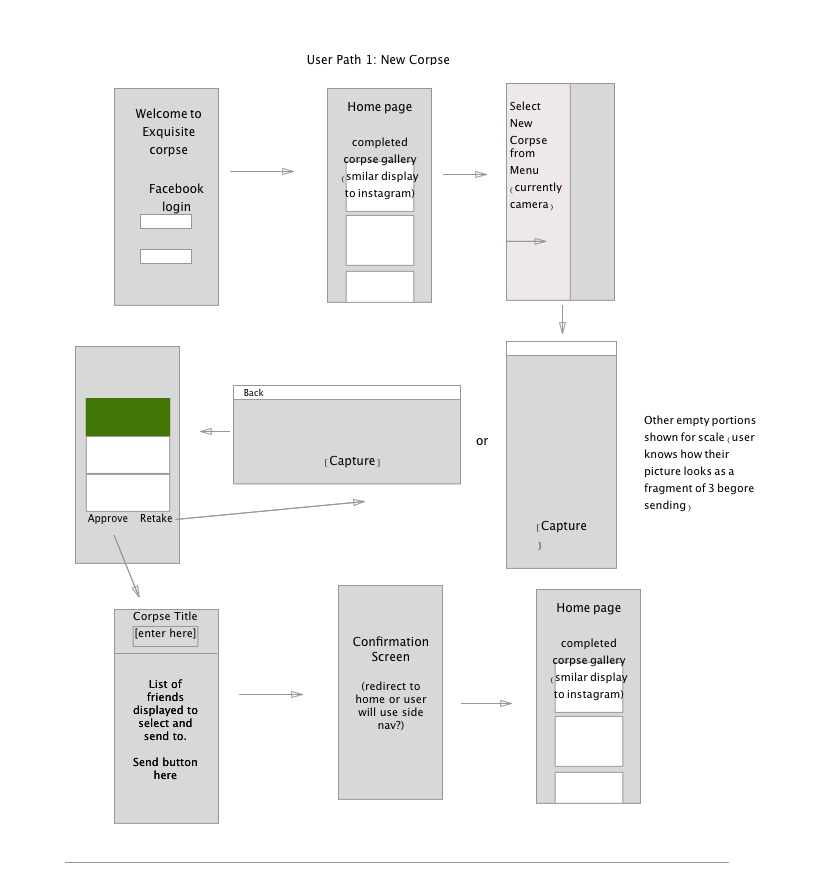 User Path 1: New Corpse
Welcome to
Exquisite
corpse
Facebook
login
Home page
completed
corpse gallery
(smilar display
to instagram)
Select
New
Corpse
from
Menu
(currently
camera)
Back
[Capture]
or
[Capture
]
Other empty portions
shown for scale (user
knows how their
picture looks as a
fragment of 3 begore
sending)
Approve Retake
Corpse Title
[enter here]
List of
friends
displayed to
select and
send to.
Send button
here
Confirmation
Screen
(redirect to
home or user
will use side
nav?)
Home page
completed
corpse gallery
(smilar display
to instagram)